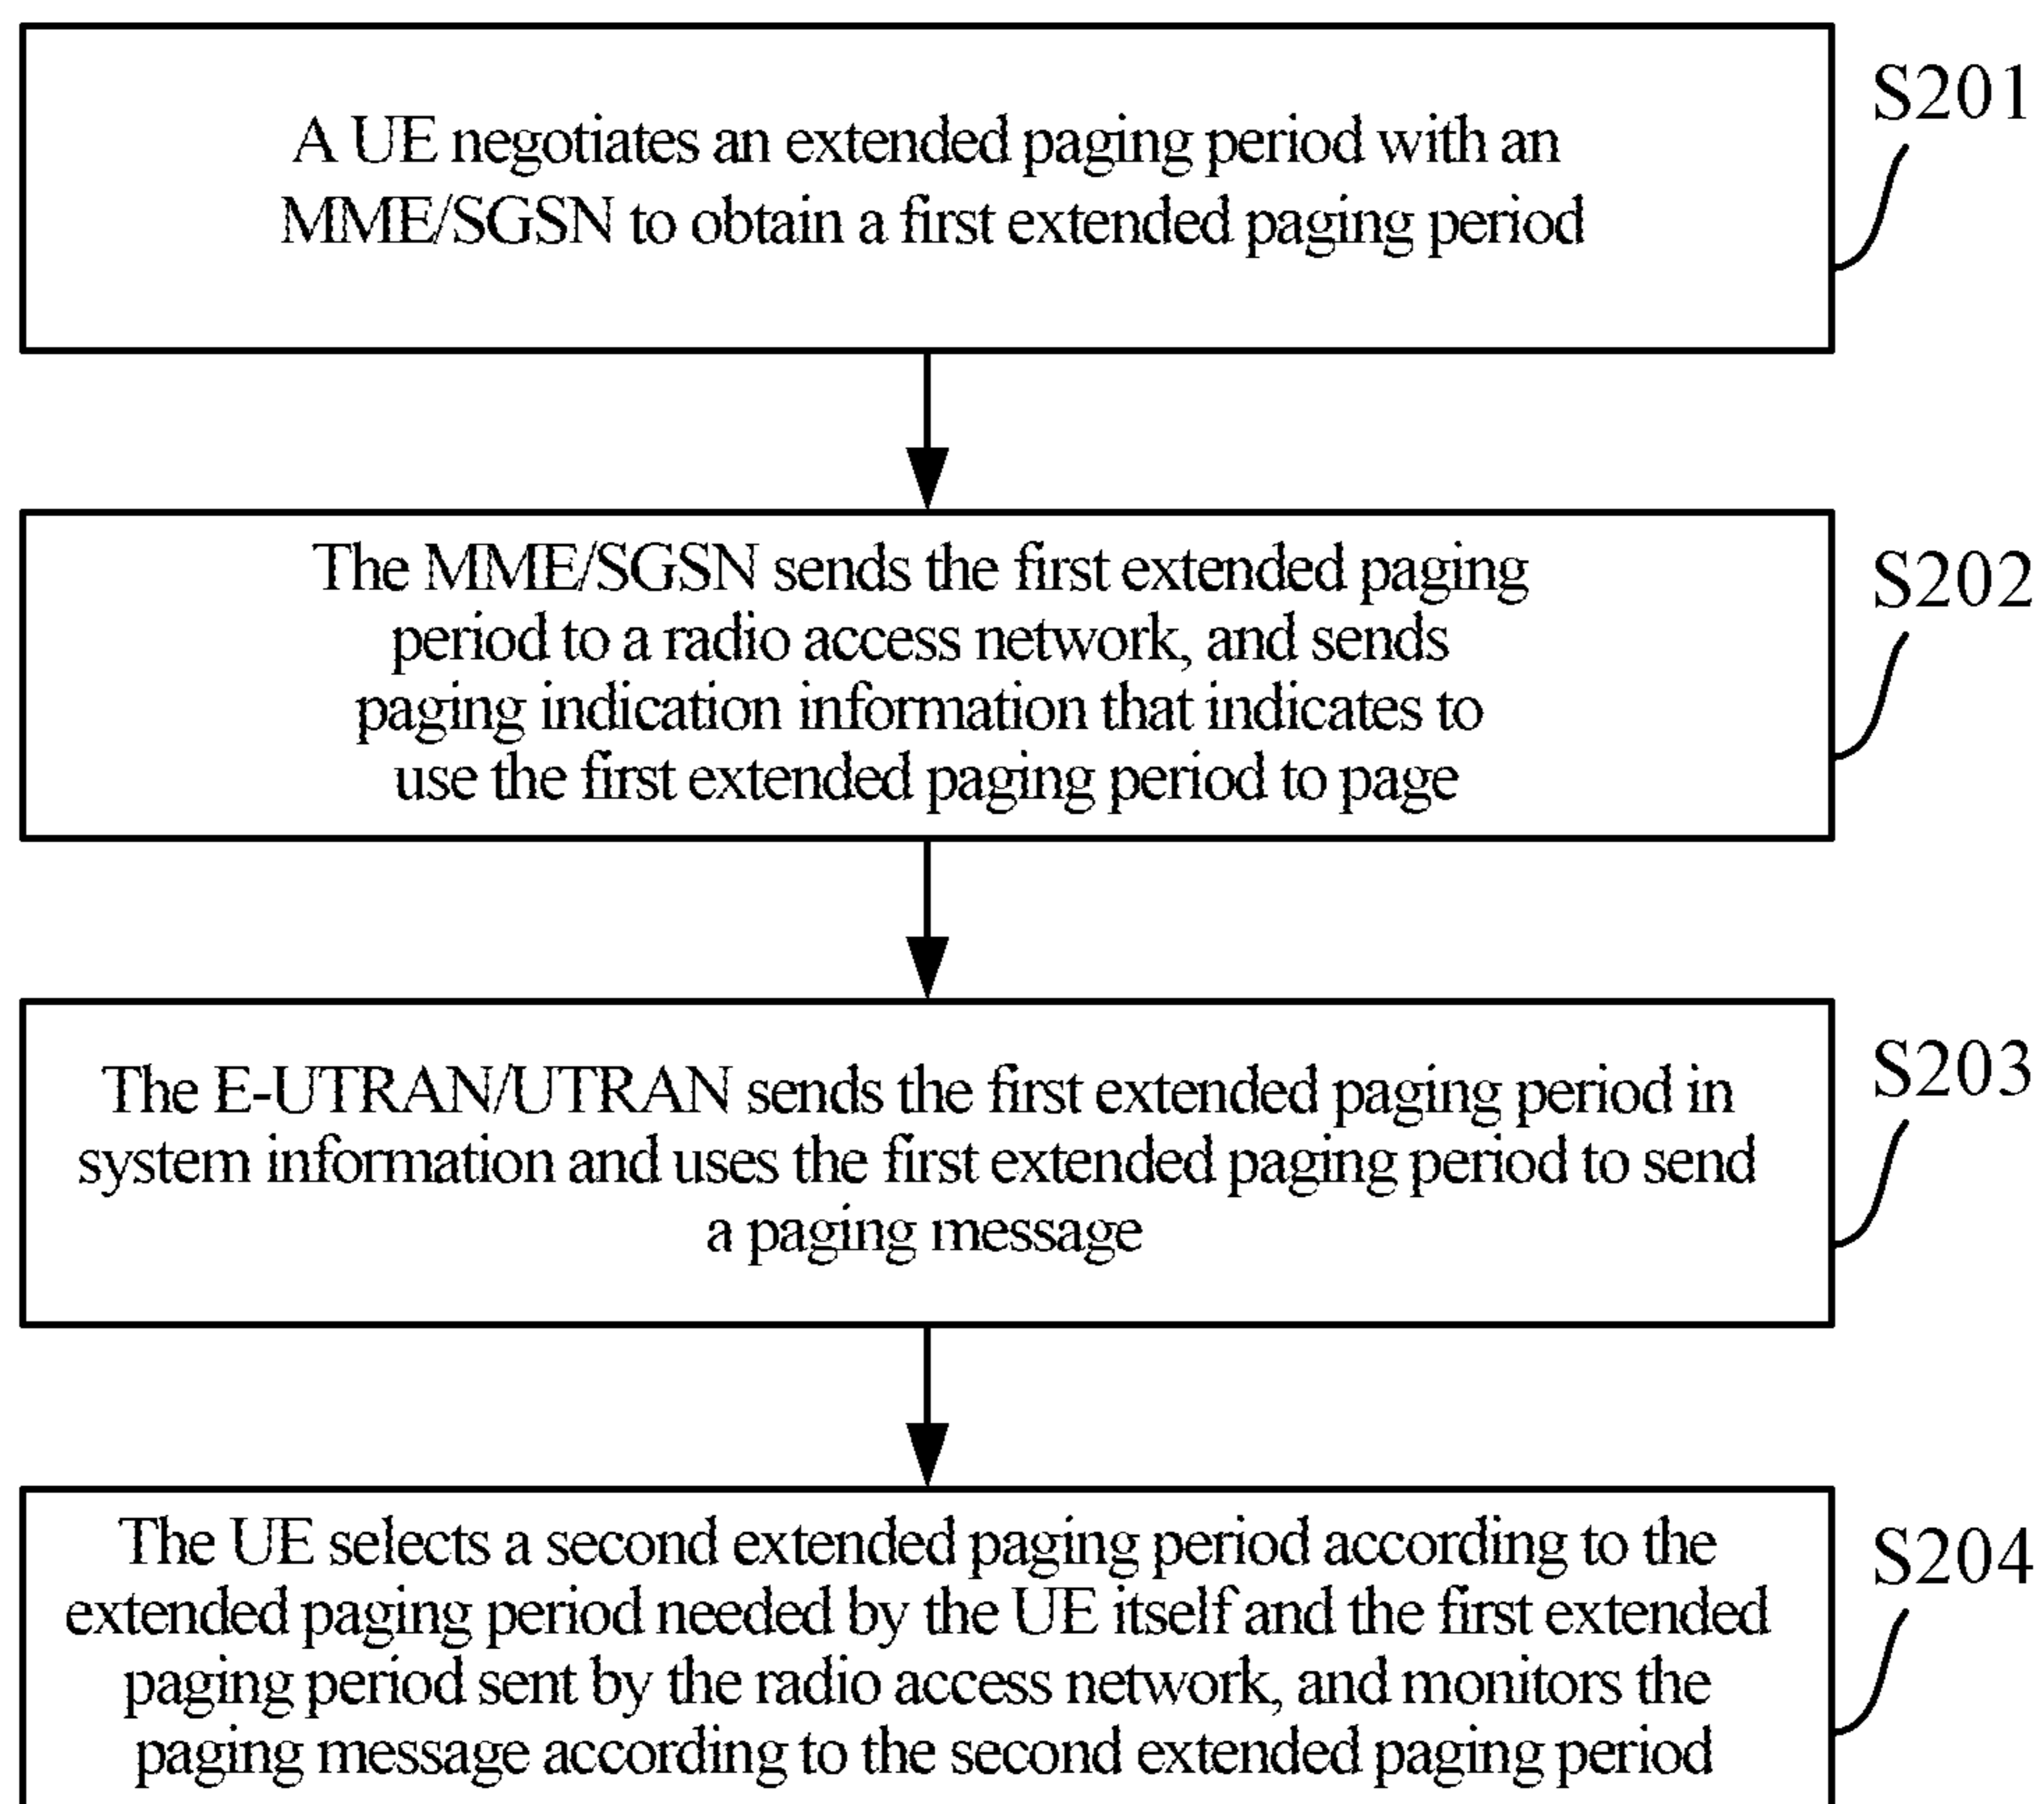 A UE negotiates an extended paging period with an
MME/SGSN to obtain a first extended paging period
S201
The MME/SGSN sends the first extended paging
period to a radio access network, and sends
paging indication information that indicates to
use the first extended paging period to page
S202
The E-UTRAN/UTRAN sends the first extended paging period in
system information and uses the first extended paging period to send
a paging message
S203
The UE selects a second extended paging period according to the
extended paging period needed by the UE itself and the first extended
paging period sent by the radio access network, and monitors the
paging message according to the second extended paging period
S204